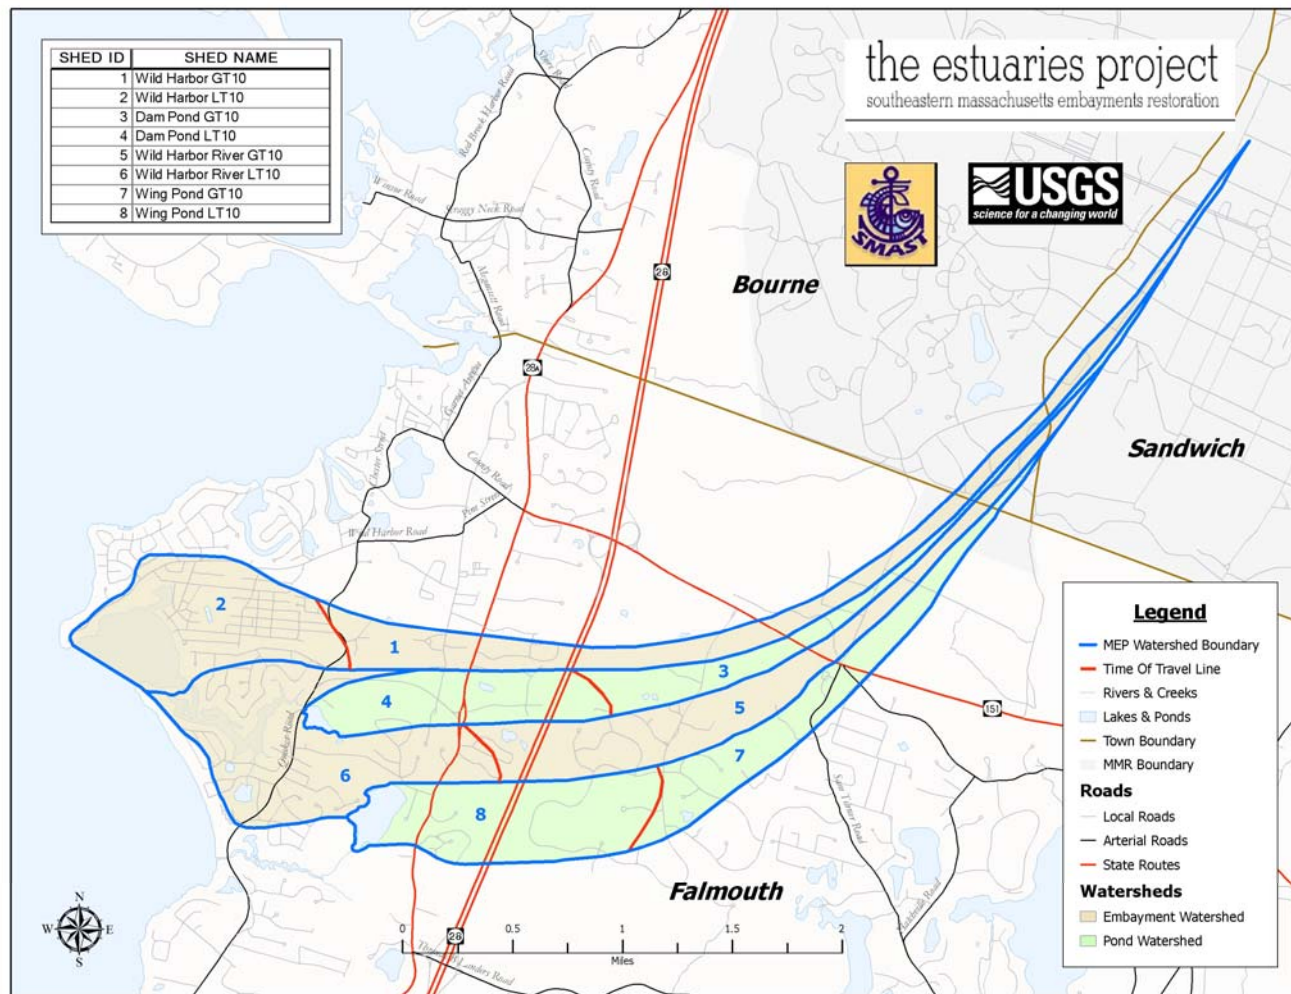 SHED ID SHED NAME
1 Wild Harbor GT10
2 Wild Harbor LT10
3 Dam Pond GT10
4 Dam Pond LT10
5 Wild Harbor River GT10
6 Wild Harbor River LT10
7 Wing Pond GT10
8 Wing Pond LT10
the estuaries project
southeastern massachusetts embayments restoration
SMAST
USGS
science for a changing world
Shore Road
Red Brook Harbor Road
County Road
Winsor Road
Scraggy Neck Road
Megansett Road
28
Bourne
28A
Garnet Avenue
Sandwich
Chester Street
County Road
Pine Street
Wild Harbor Road
2
1
3
4
5
151
Quaker Road
7
6
8
Sam Turner Road
Falmouth
Hatchville Road
28
Thomas B Landers Road
N
W E
S
0 0.5 1 1.5 2
Miles
Legend
MEP Watershed Boundary
Time Of Travel Line
Rivers & Creeks
Lakes & Ponds
Town Boundary
MMR Boundary
Roads
Local Roads
Arterial Roads
State Routes
Watersheds
Embayment Watershed
Pond Watershed